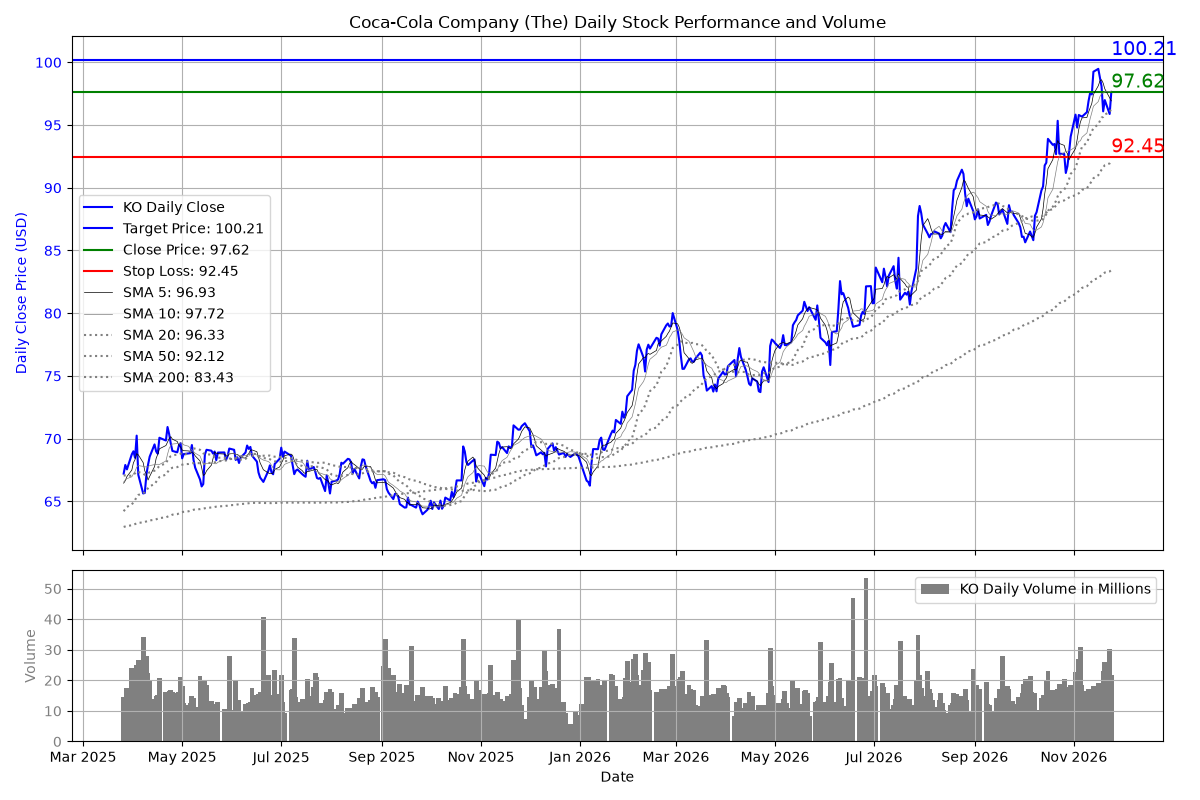 Coca-Cola Company (The) Daily Stock Performance and Volume
100.21
97.62
92.45
100
95
90
85
80
75
70
65
Daily Close Price (USD)
KO Daily Close
Target Price: 100.21
Close Price: 97.62
Stop Loss: 92.45
SMA 5: 96.93
SMA 10: 97.72
SMA 20: 96.33
SMA 50: 92.12
SMA 200: 83.43
KO Daily Volume in Millions
50
40
30
20
10
0
Volume
Mar 2025 May 2025 Jul 2025 Sep 2025 Nov 2025 Jan 2026 Mar 2026 May 2026 Jul 2026 Sep 2026 Nov 2026
Date